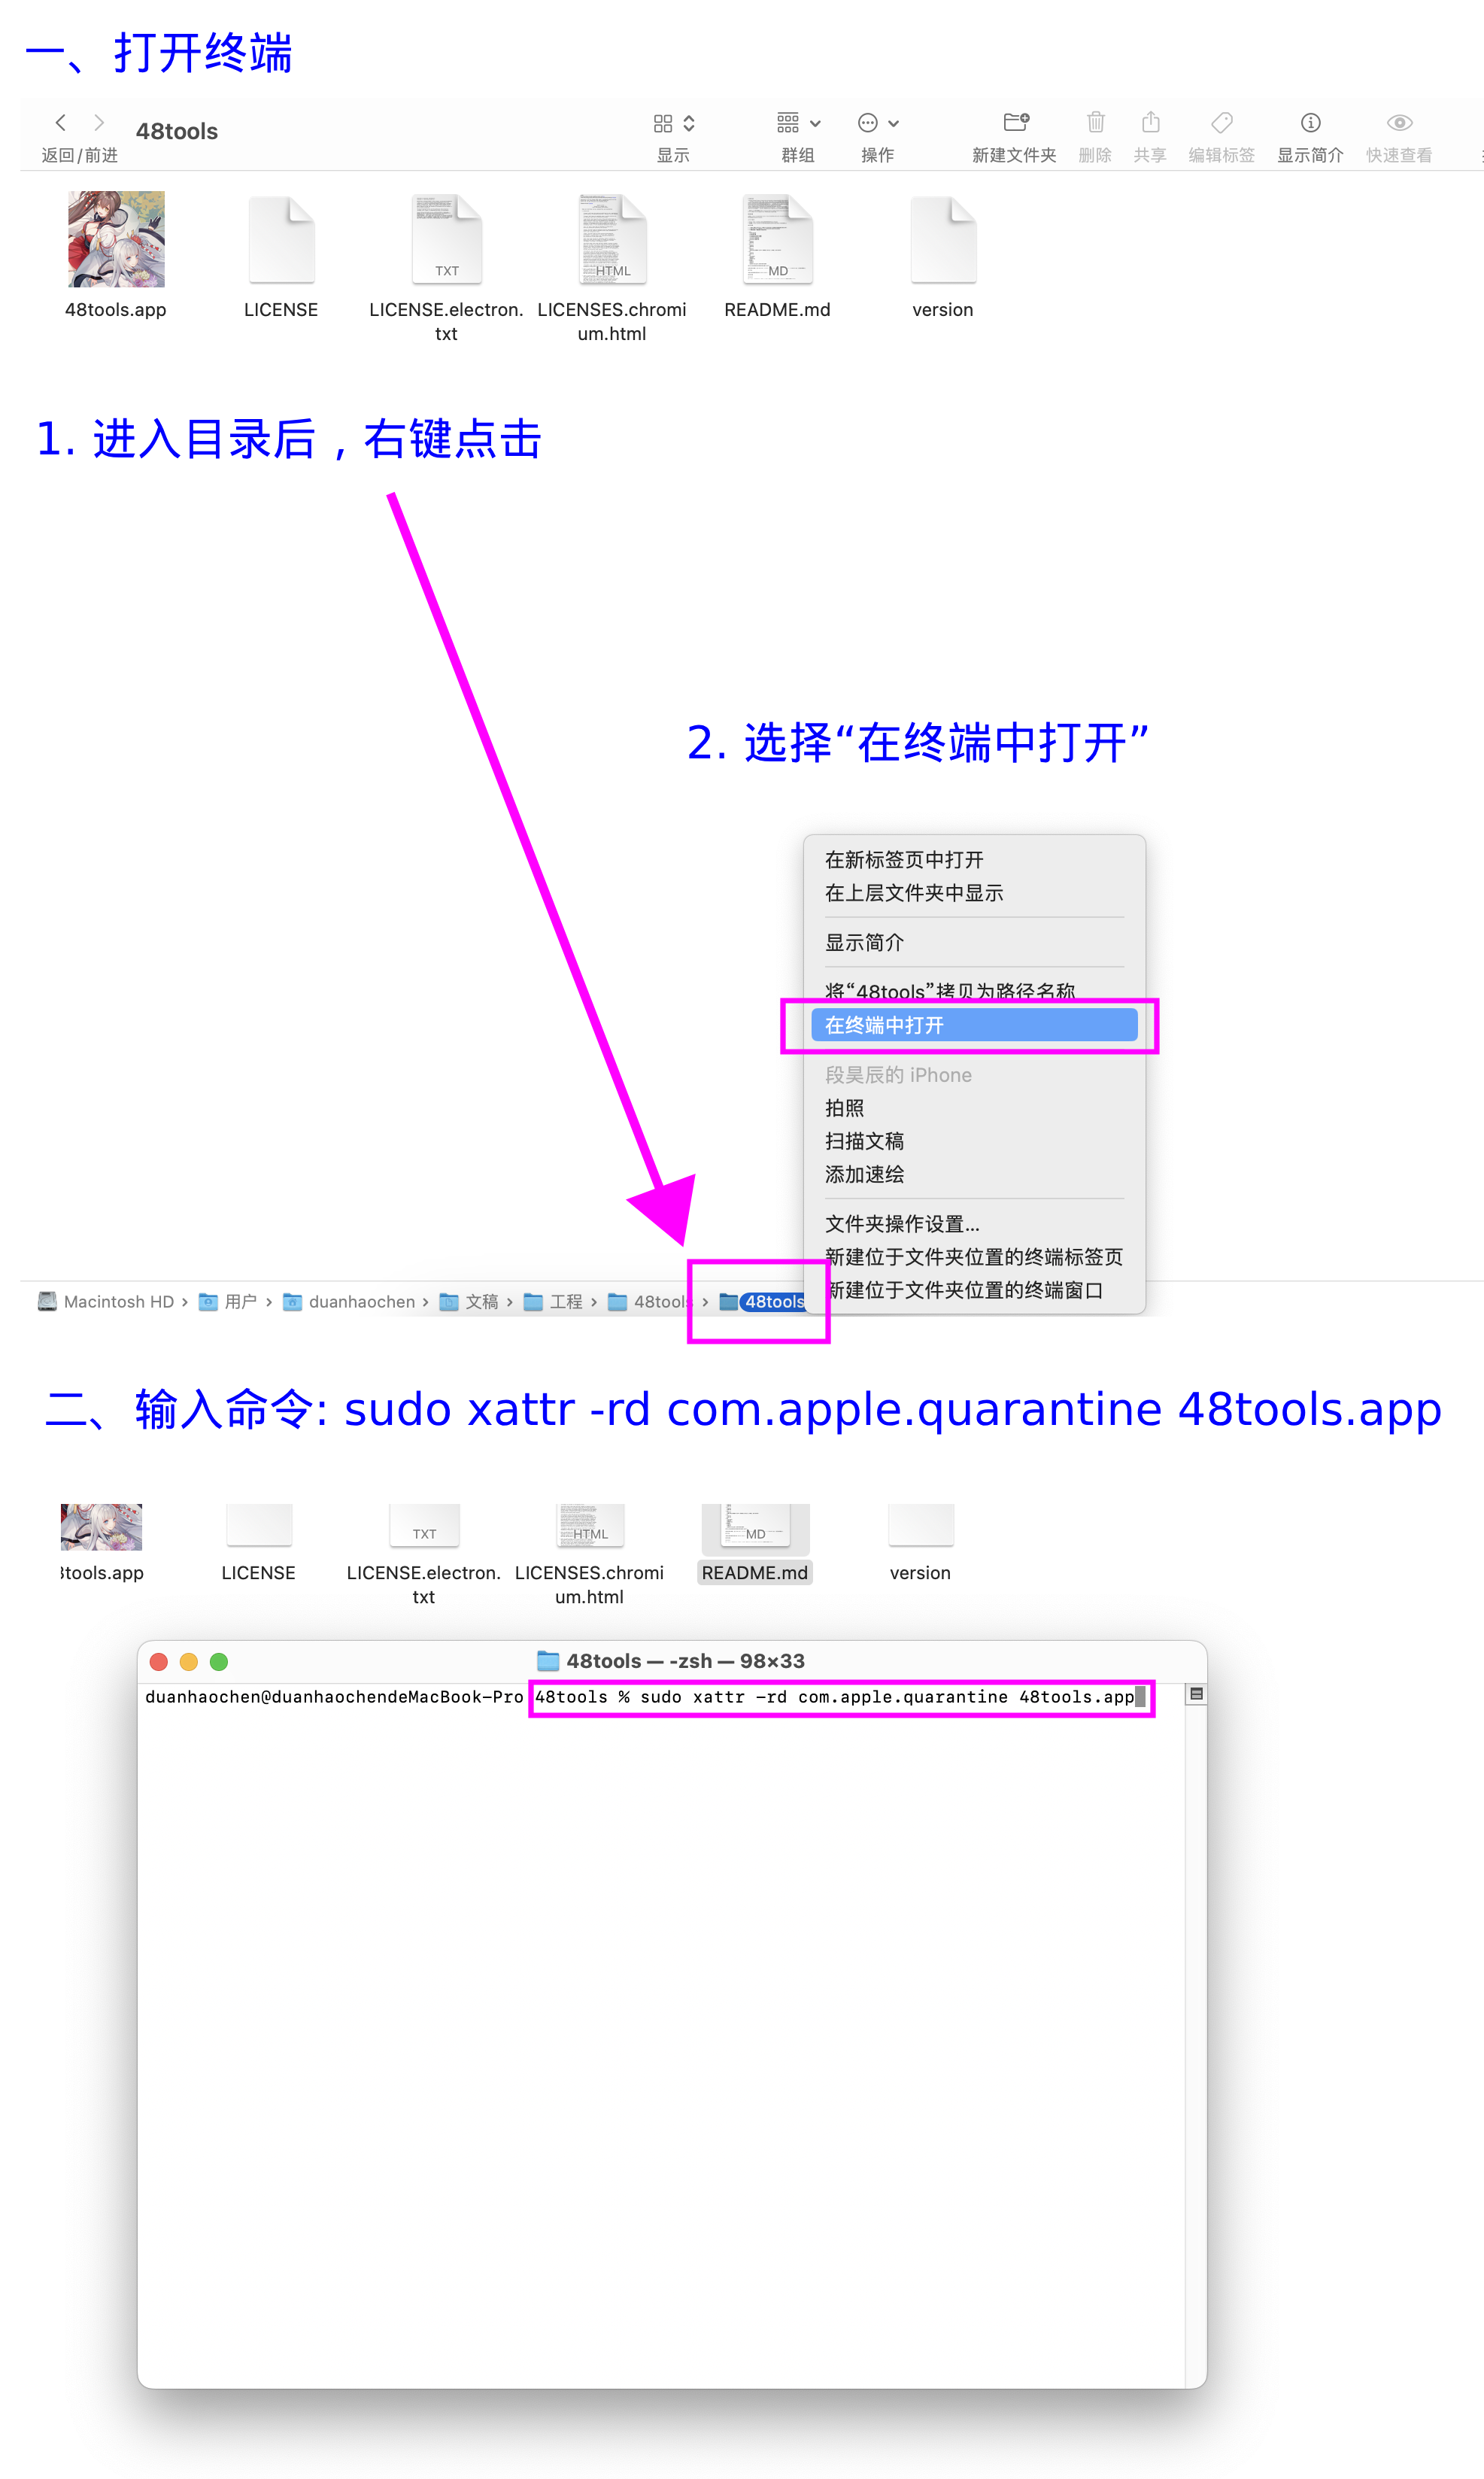 一、打开终端
48tools
返回/前进
显示
群组
操作
新建文件夹
删除
共享
编辑标签
显示简介
快速查看
TXT
HTML
MD
48tools.app
LICENSE
LICENSE.electron.
txt
LICENSES.chromi
um.html
README.md
version
1. 进入目录后，右键点击
2. 选择“在终端中打开”
在新标签页中打开
在上层文件夹中显示
显示简介
将“48tools”拷贝为路径名称
在终端中打开
段昊辰的 iPhone
拍照
扫描文稿
添加速绘
文件夹操作设置...
新建位于文件夹位置的终端标签页
新建位于文件夹位置的终端窗口
Macintosh HD › 用户 › duanhaochen › 文稿 › 工程 › 48tools › 48tools
二、输入命令: sudo xattr -rd com.apple.quarantine 48tools.app
TXT
HTML
MD
tools.app
LICENSE
LICENSE.electron.
txt
LICENSES.chromi
um.html
README.md
version
48tools — -zsh — 98×33
duanhaochen@duanhaochendeMacBook-Pro 48tools % sudo xattr -rd com.apple.quarantine 48tools.app